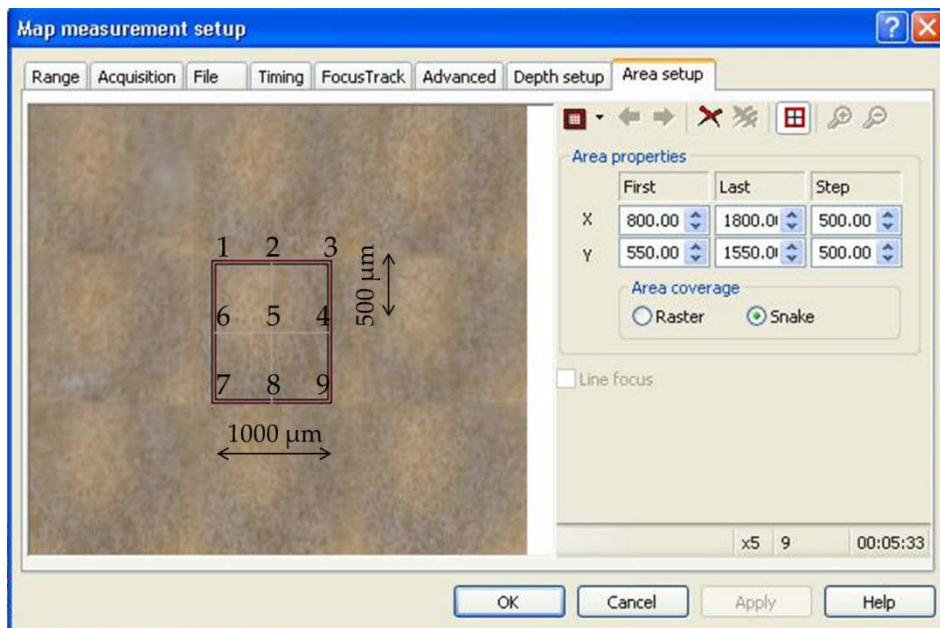 Map measurement setup
Range Acquisition File Timing FocusTrack Advanced Depth setup Area setup
Area properties
First Last Step
X 800.00 1800.0 500.00
Y 550.00 1550.0 500.00
Area coverage
Raster Snake
Line focus
1 2 3
6 5 4
7 8 9
500 µm
1000 µm
x5 9 00:05:33
OK Cancel Apply Help